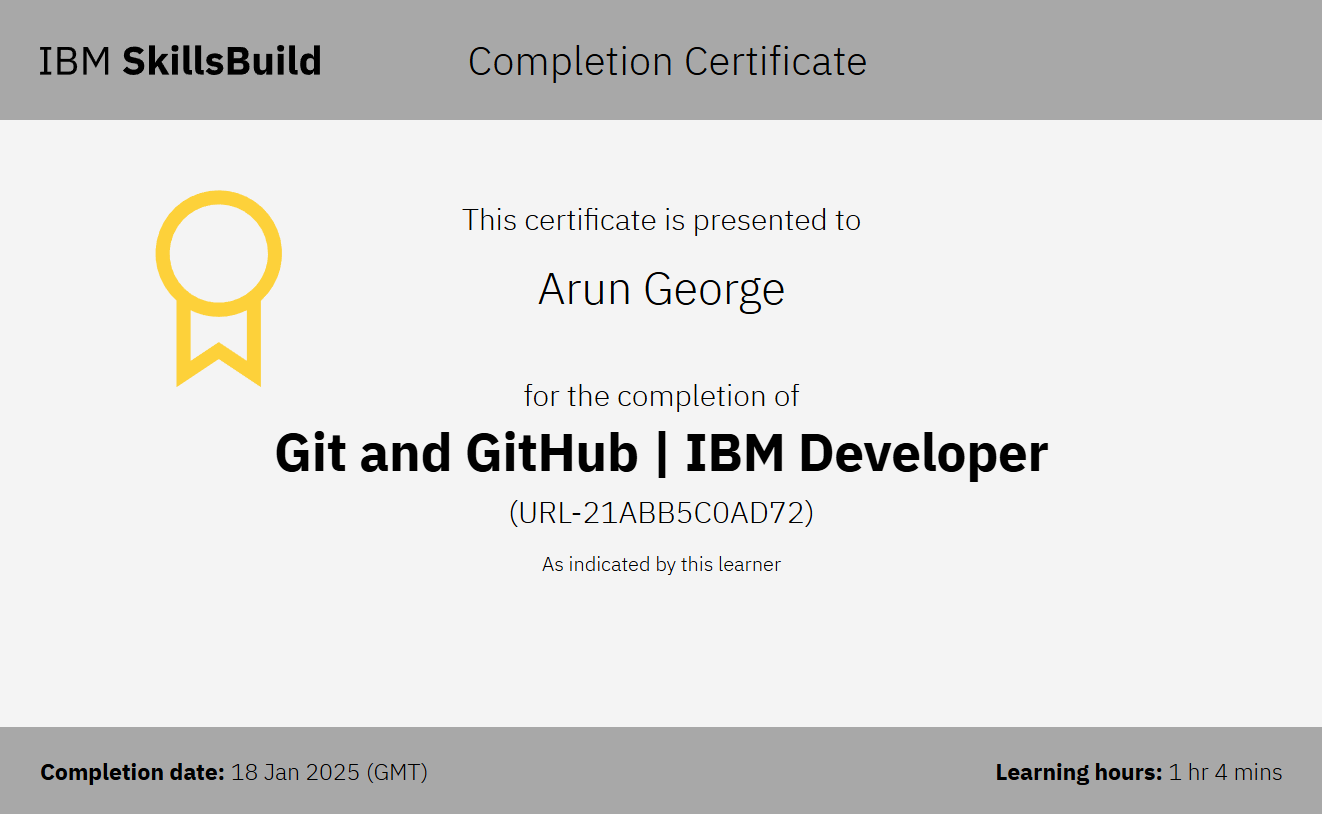 IBM SkillsBuild
Completion Certificate
This certificate is presented to
Arun George
for the completion of
Git and GitHub | IBM Developer
(URL-21ABB5C0AD72)
As indicated by this learner
Completion date: 18 Jan 2025 (GMT)
Learning hours: 1 hr 4 mins